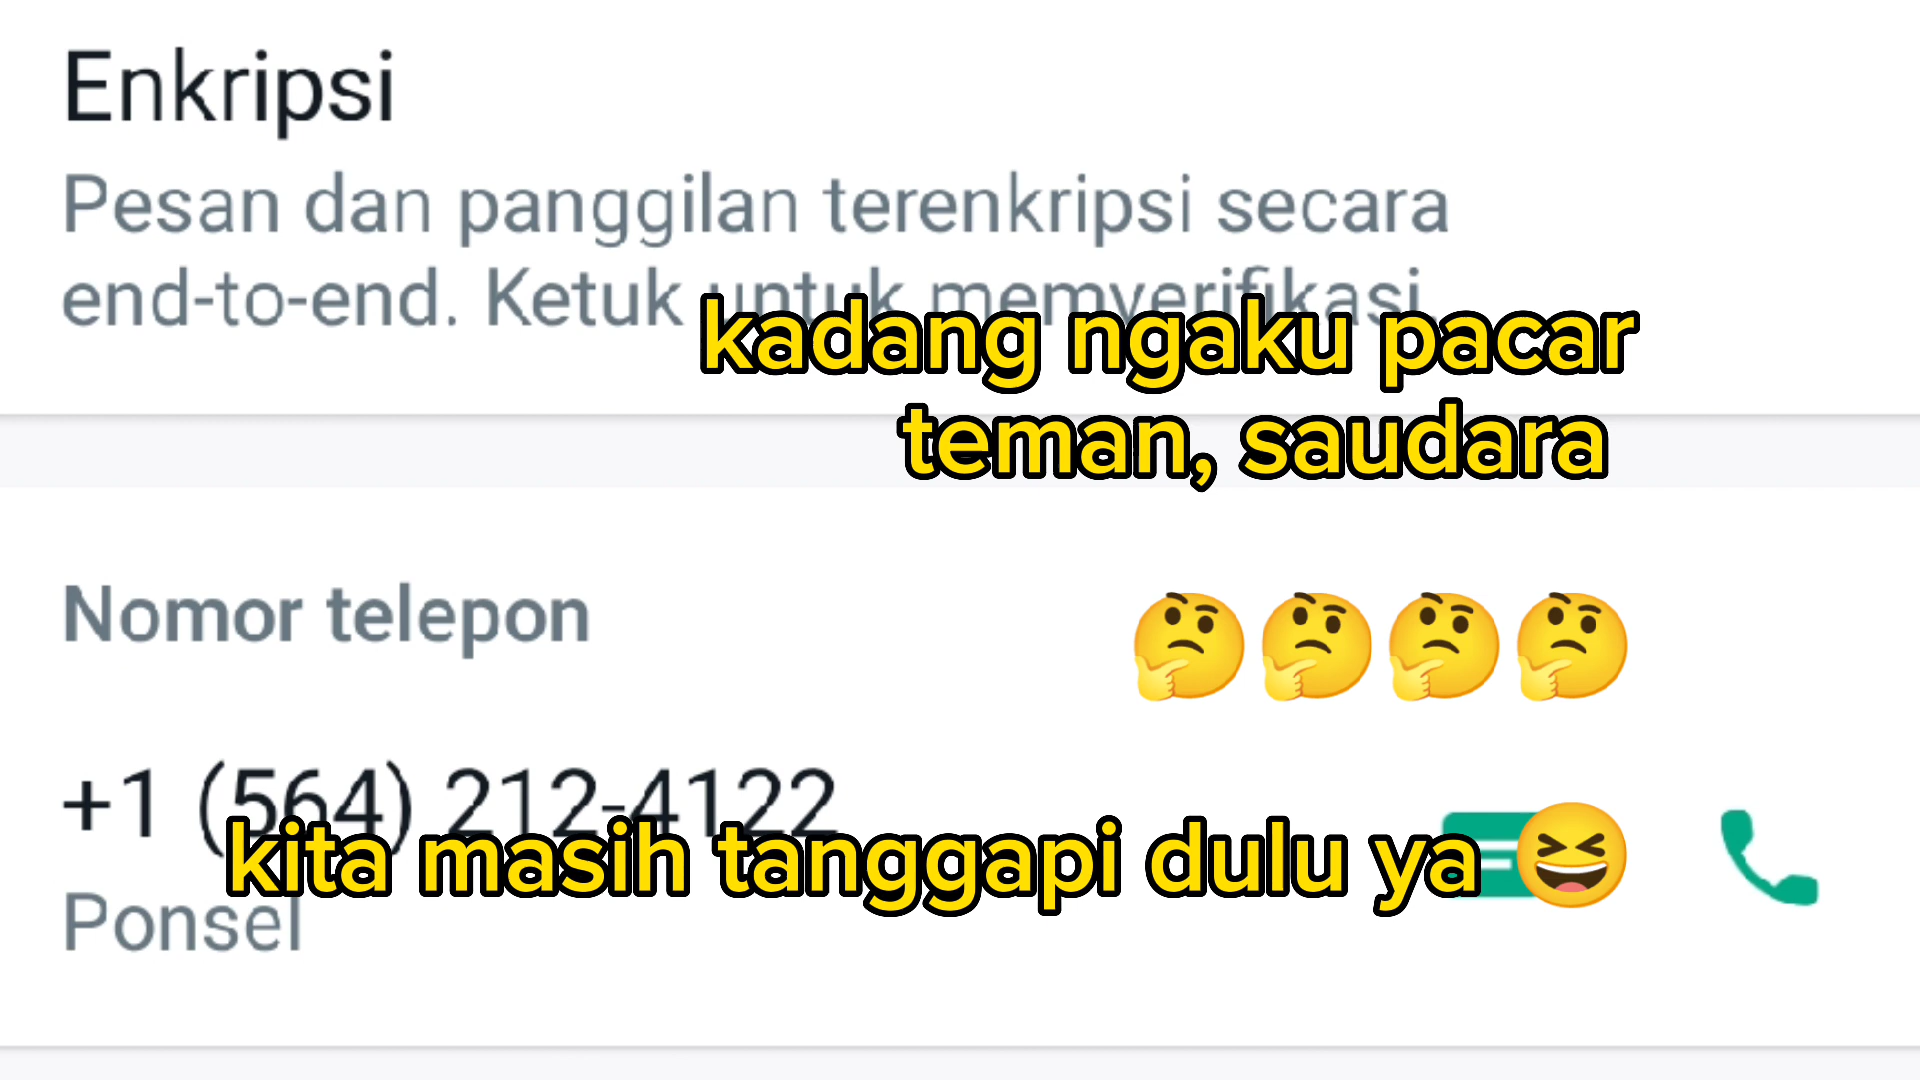 Enkripsi
Pesan dan panggilan terenkripsi secara
end-to-end. Ketuk untuk memverifikasi.
kadang ngaku pacar
teman, saudara
Nomor telepon
🤔🤔🤔🤔
+1 (564) 212-4122
kita masih tanggapi dulu ya 😆
Ponsel